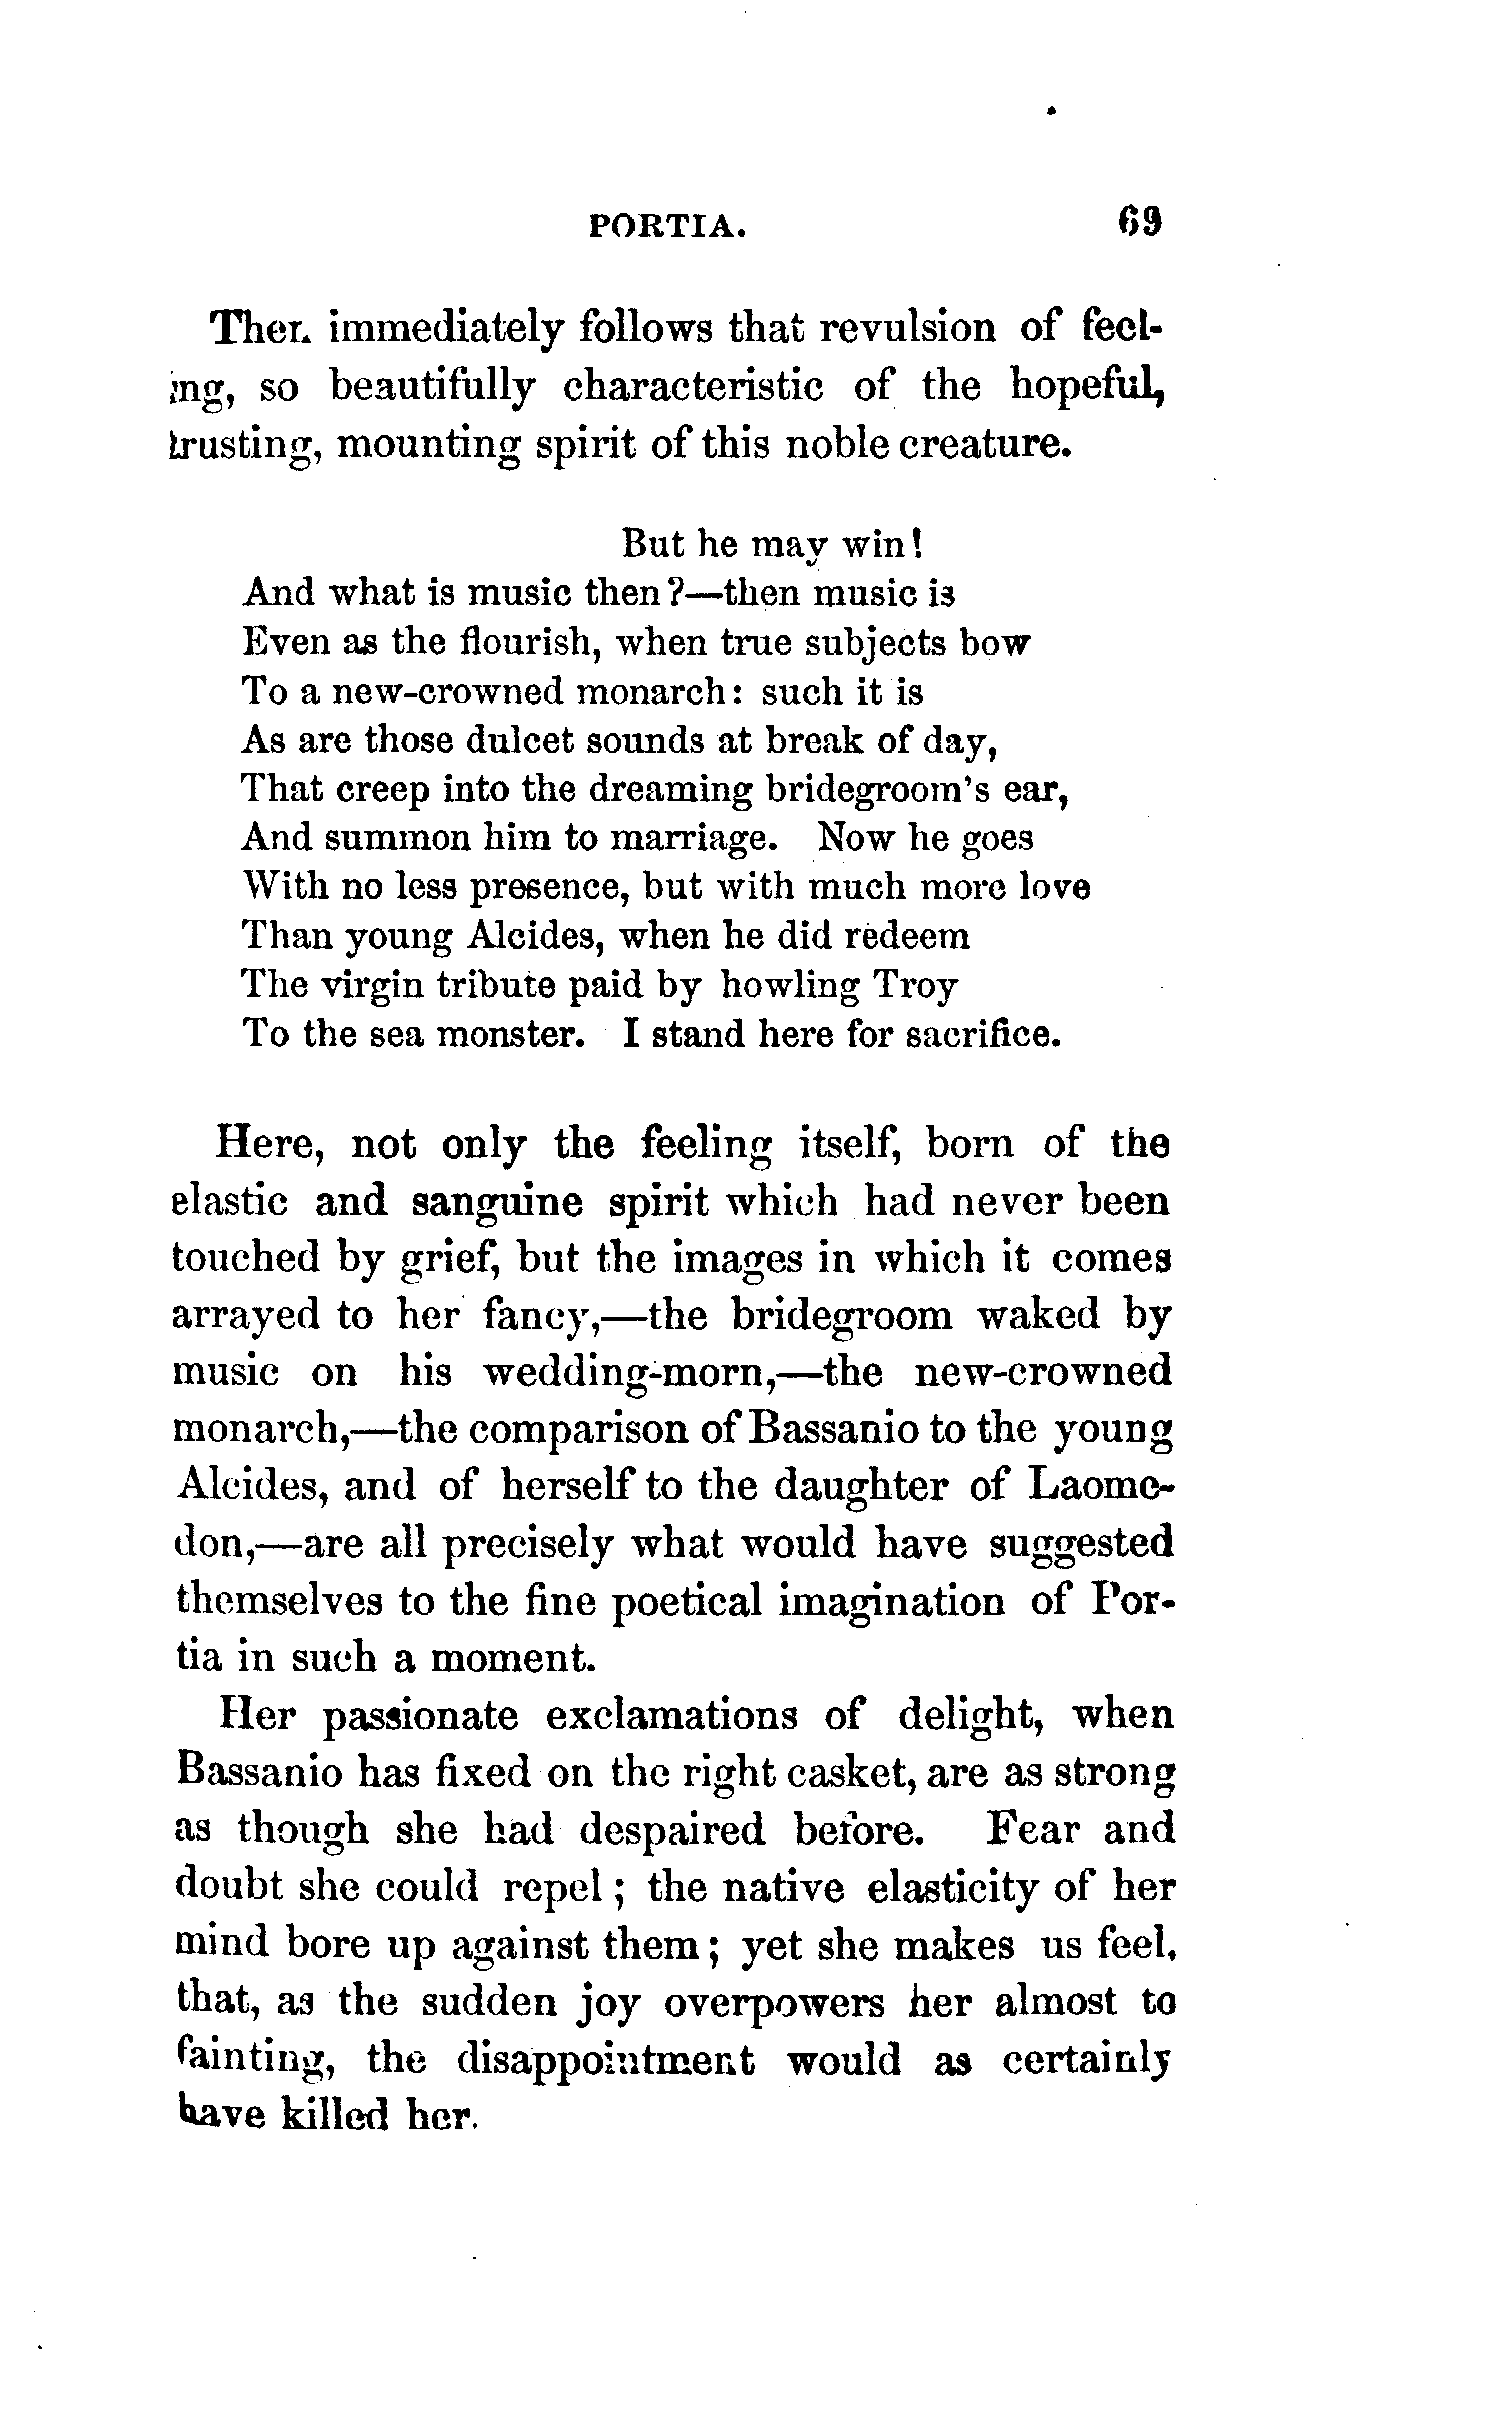 PORTIA. 69
Then immediately follows that revulsion of feel-
ing, so beautifully characteristic of the hopeful,
trusting, mounting spirit of this noble creature.
But he may win!
And what is music then?—then music is
Even as the flourish, when true subjects bow
To a new-crowned monarch: such it is
As are those dulcet sounds at break of day,
That creep into the dreaming bridegroom's ear,
And summon him to marriage. Now he goes
With no less presence, but with much more love
Than young Alcides, when he did redeem
The virgin tribute paid by howling Troy
To the sea monster. I stand here for sacrifice.
Here, not only the feeling itself, born of the
elastic and sanguine spirit which had never been
touched by grief, but the images in which it comes
arrayed to her fancy,—the bridegroom waked by
music on his wedding-morn,—the new-crowned
monarch,—the comparison of Bassanio to the young
Alcides, and of herself to the daughter of Laome-
don,—are all precisely what would have suggested
themselves to the fine poetical imagination of Por-
tia in such a moment.
Her passionate exclamations of delight, when
Bassanio has fixed on the right casket, are as strong
as though she had despaired before. Fear and
doubt she could repel; the native elasticity of her
mind bore up against them; yet she makes us feel,
that, as the sudden joy overpowers her almost to
fainting, the disappointment would as certainly
have killed her.